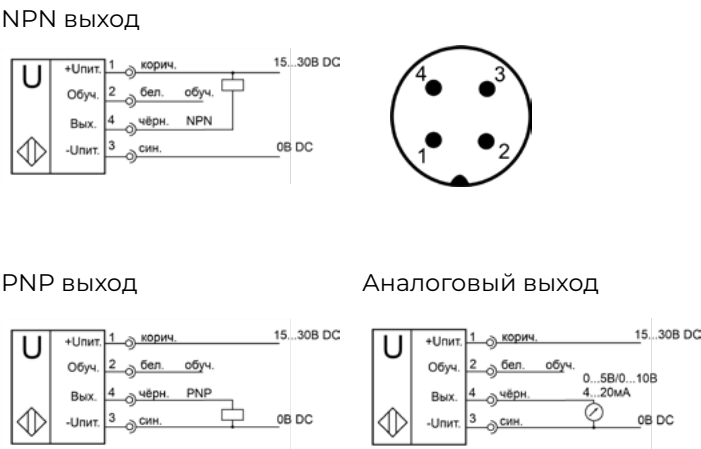 NPN выход
U
+Uпит. 1 корич. 15...30В DC
Обуч. 2 бел. обуч.
Вых. 4 чёрн. NPN
-Uпит. 3 син. 0В DC
4 3
1 2
PNP выход
U
+Uпит. 1 корич. 15...30В DC
Обуч. 2 бел. обуч.
Вых. 4 чёрн. PNP
-Uпит. 3 син. 0В DC
Аналоговый выход
U
+Uпит. 1 корич. 15...30В DC
Обуч. 2 бел. обуч.
0...5В/0...10В
Вых. 4 чёрн. 4...20мА
-Uпит. 3 син. 0В DC